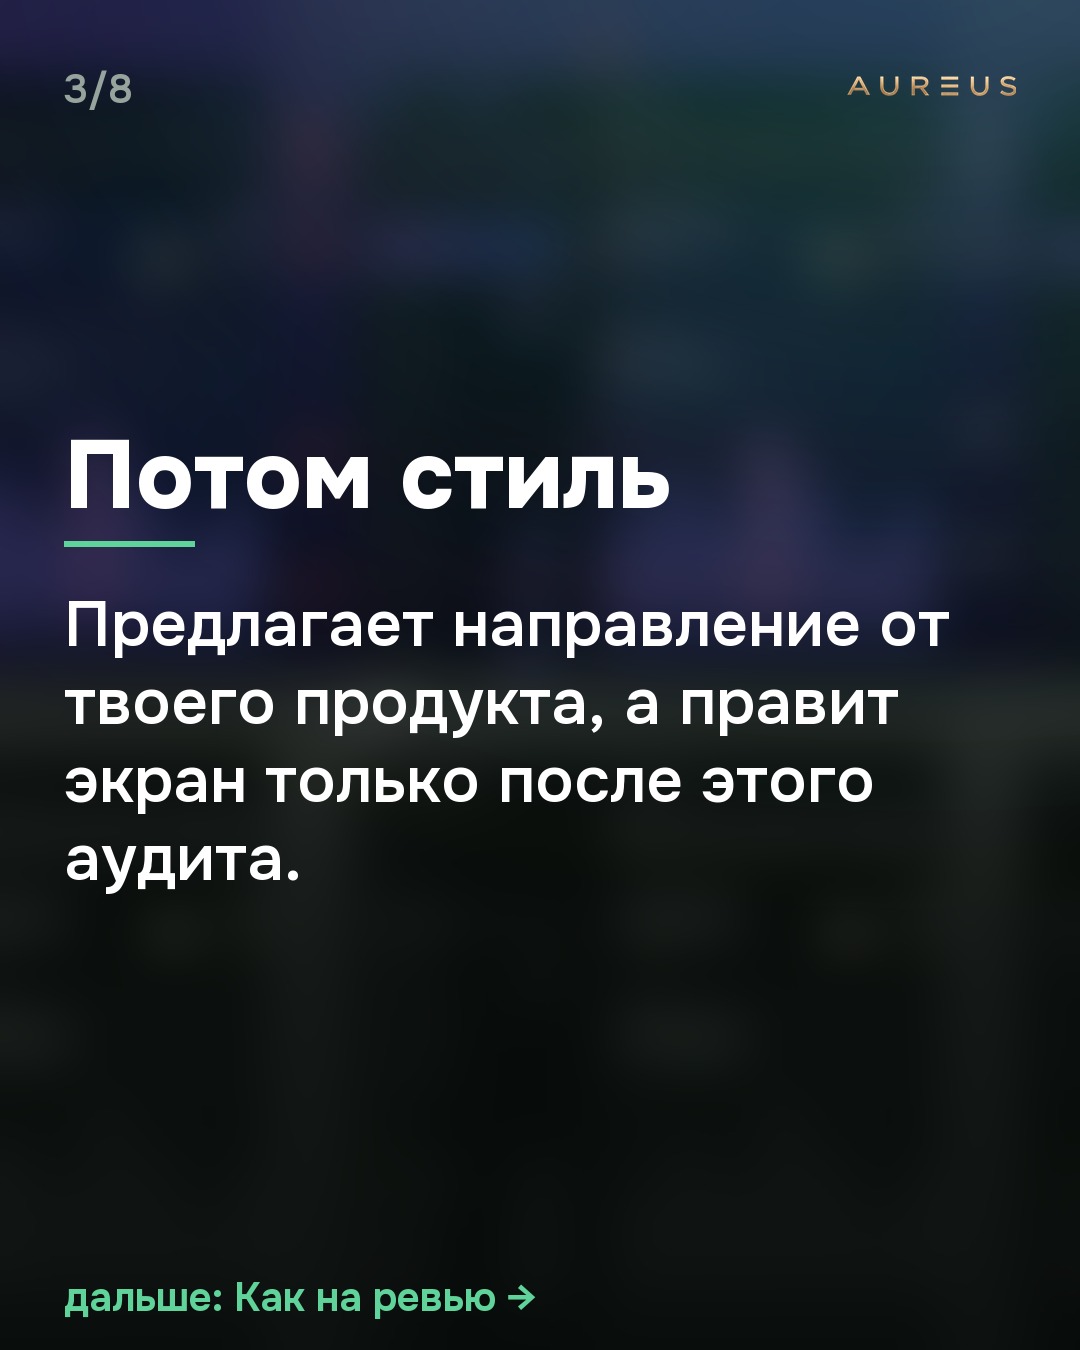 3/8
AUREUS
Потом стиль
Предлагает направление от
твоего продукта, а правит
экран только после этого
аудита.
дальше: Как на ревью →